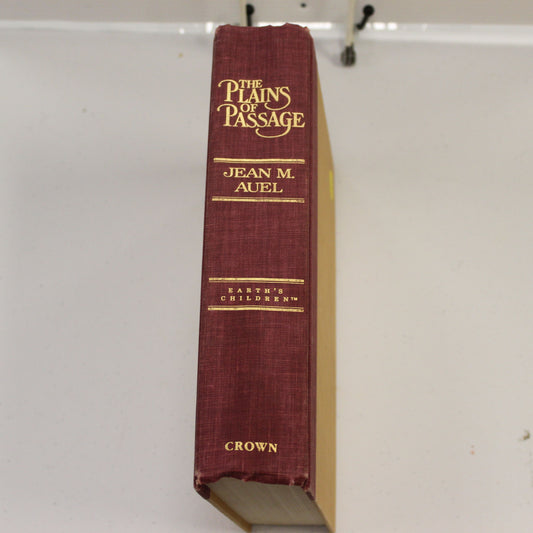 THE
PLAINS
OF
PASSAGE
JEAN M.
AUEL
EARTH'S
CHILDREN™
CROWN